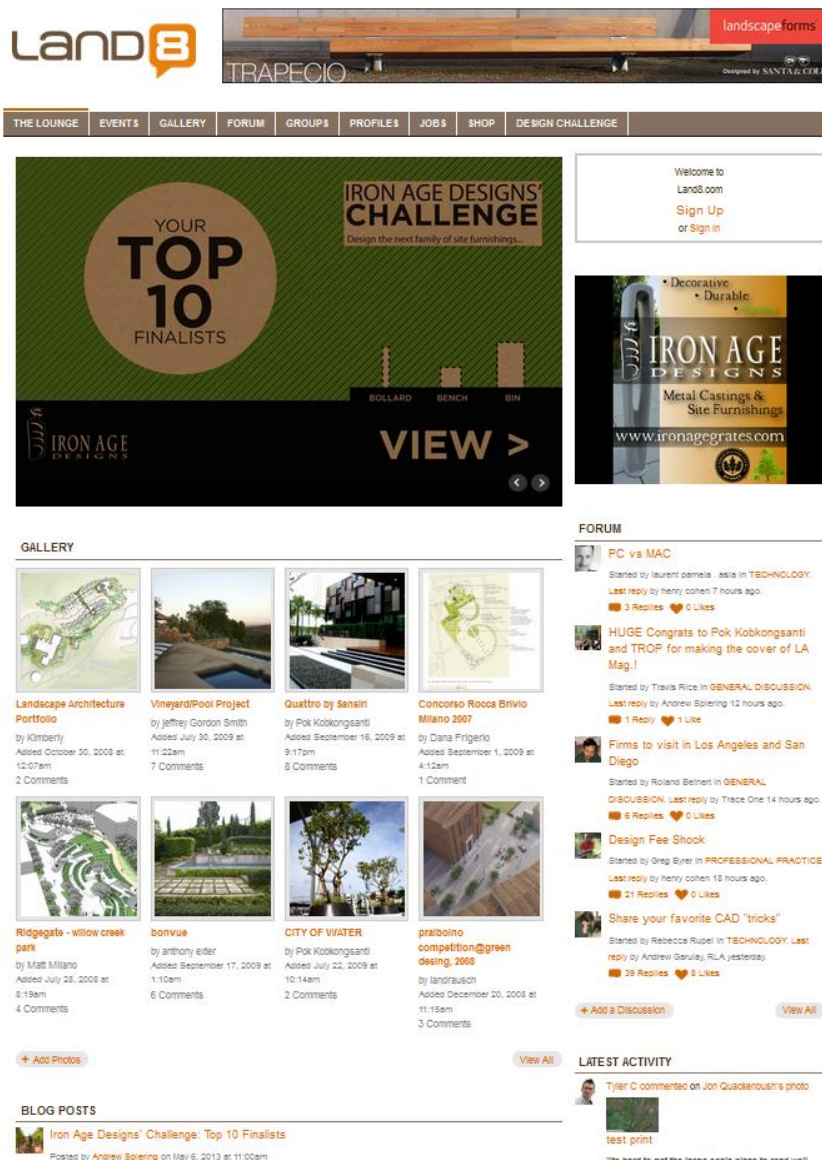 LAND8
landscapeforms
TRAPECIO
Designed by SANTA & COLE
THE LOUNGE EVENTS GALLERY FORUM GROUPS PROFILES JOBS SHOP DESIGN CHALLENGE
YOUR
TOP
10
FINALISTS
IRON AGE DESIGNS'
CHALLENGE
Design the next family of site furnishings...
BOLLARD BENCH BIN
IRON AGE
DESIGNS
VIEW >
Welcome to
Land8.com
Sign Up
or Sign in
• Decorative
• Durable
•
IRON AGE
DESIGNS
Metal Castings &
Site Furnishings
www.ironagegrates.com
GALLERY
Landscape Architecture
Portfolio
by Kimberly
Added October 30, 2008 at
12:07am
2 Comments
Vineyard/Pool Project
by Jeffrey Gordon Smith
Added July 30, 2009 at
11:22am
7 Comments
Quattro by Sansiri
by Pok Kobkongsanti
Added September 16, 2009 at
9:17pm
8 Comments
Concorso Rocca Brivio
Milano 2007
by Dana Frigerio
Added September 1, 2009 at
4:12am
1 Comment
Ridgegate - willow creek
park
by Matt Milano
Added July 28, 2008 at
8:19am
4 Comments
bonvue
by anthony exter
Added September 17, 2009 at
1:10am
6 Comments
CITY OF WATER
by Pok Kobkongsanti
Added July 22, 2009 at
10:14am
2 Comments
pralboino
competition@green
desing, 2008
by landrausch
Added December 20, 2008 at
11:15am
3 Comments
+ Add Photos
View All
BLOG POSTS
Iron Age Designs' Challenge: Top 10 Finalists
Posted by Andrew Spiering on May 6, 2013 at 11:00am
FORUM
PC vs MAC
Started by laurent pamela . asla in TECHNOLOGY.
Last reply by henry cohen 7 hours ago.
3 Replies 0 Likes
HUGE Congrats to Pok Kobkongsanti
and TROP for making the cover of LA
Mag.!
Started by Travis Rice in GENERAL DISCUSSION.
Last reply by Andrew Spiering 12 hours ago.
1 Reply 1 Like
Firms to visit in Los Angeles and San
Diego
Started by Roland Beinert in GENERAL
DISCUSSION. Last reply by Trace One 14 hours ago.
6 Replies 0 Likes
Design Fee Shock
Started by Greg Byrer in PROFESSIONAL PRACTICE
Last reply by henry cohen 18 hours ago.
21 Replies 0 Likes
Share your favorite CAD "tricks"
Started by Rebecca Rupel in TECHNOLOGY. Last
reply by Andrew Garulay, RLA yesterday.
39 Replies 8 Likes
+ Add a Discussion
View All
LATEST ACTIVITY
Tyler C commented on Jon Quackenbush's photo
test print